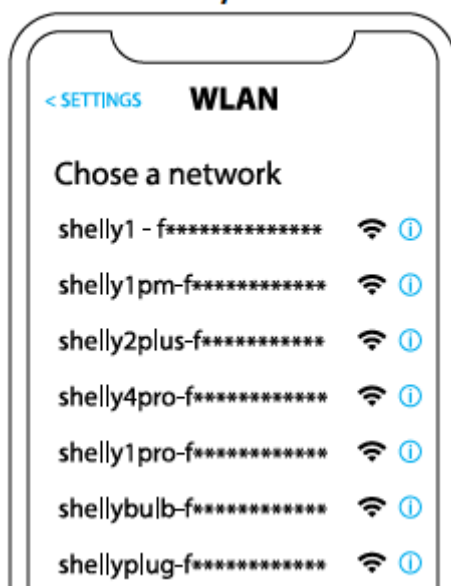 < SETTINGS WLAN
Chose a network
shelly1 - f**************
shelly1pm-f************
shelly2plus-f***********
shelly4pro-f************
shelly1pro-f************
shellybulb-f************
shellyplug-f************